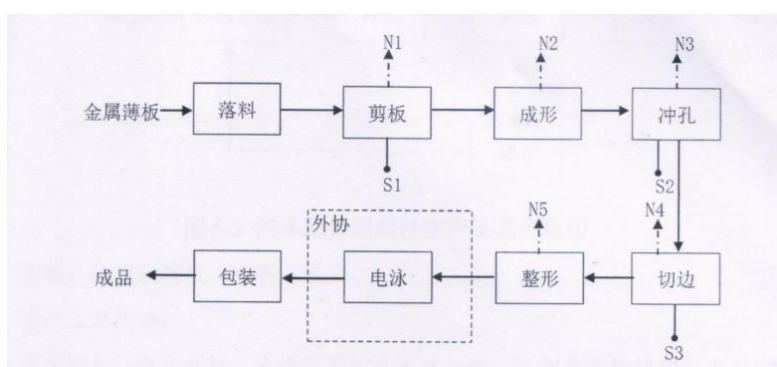 N1
N2
N3
金属薄板
落料
剪板
成形
冲孔
S1
S2
外协
N5
N4
成品
包装
电泳
整形
切边
S3